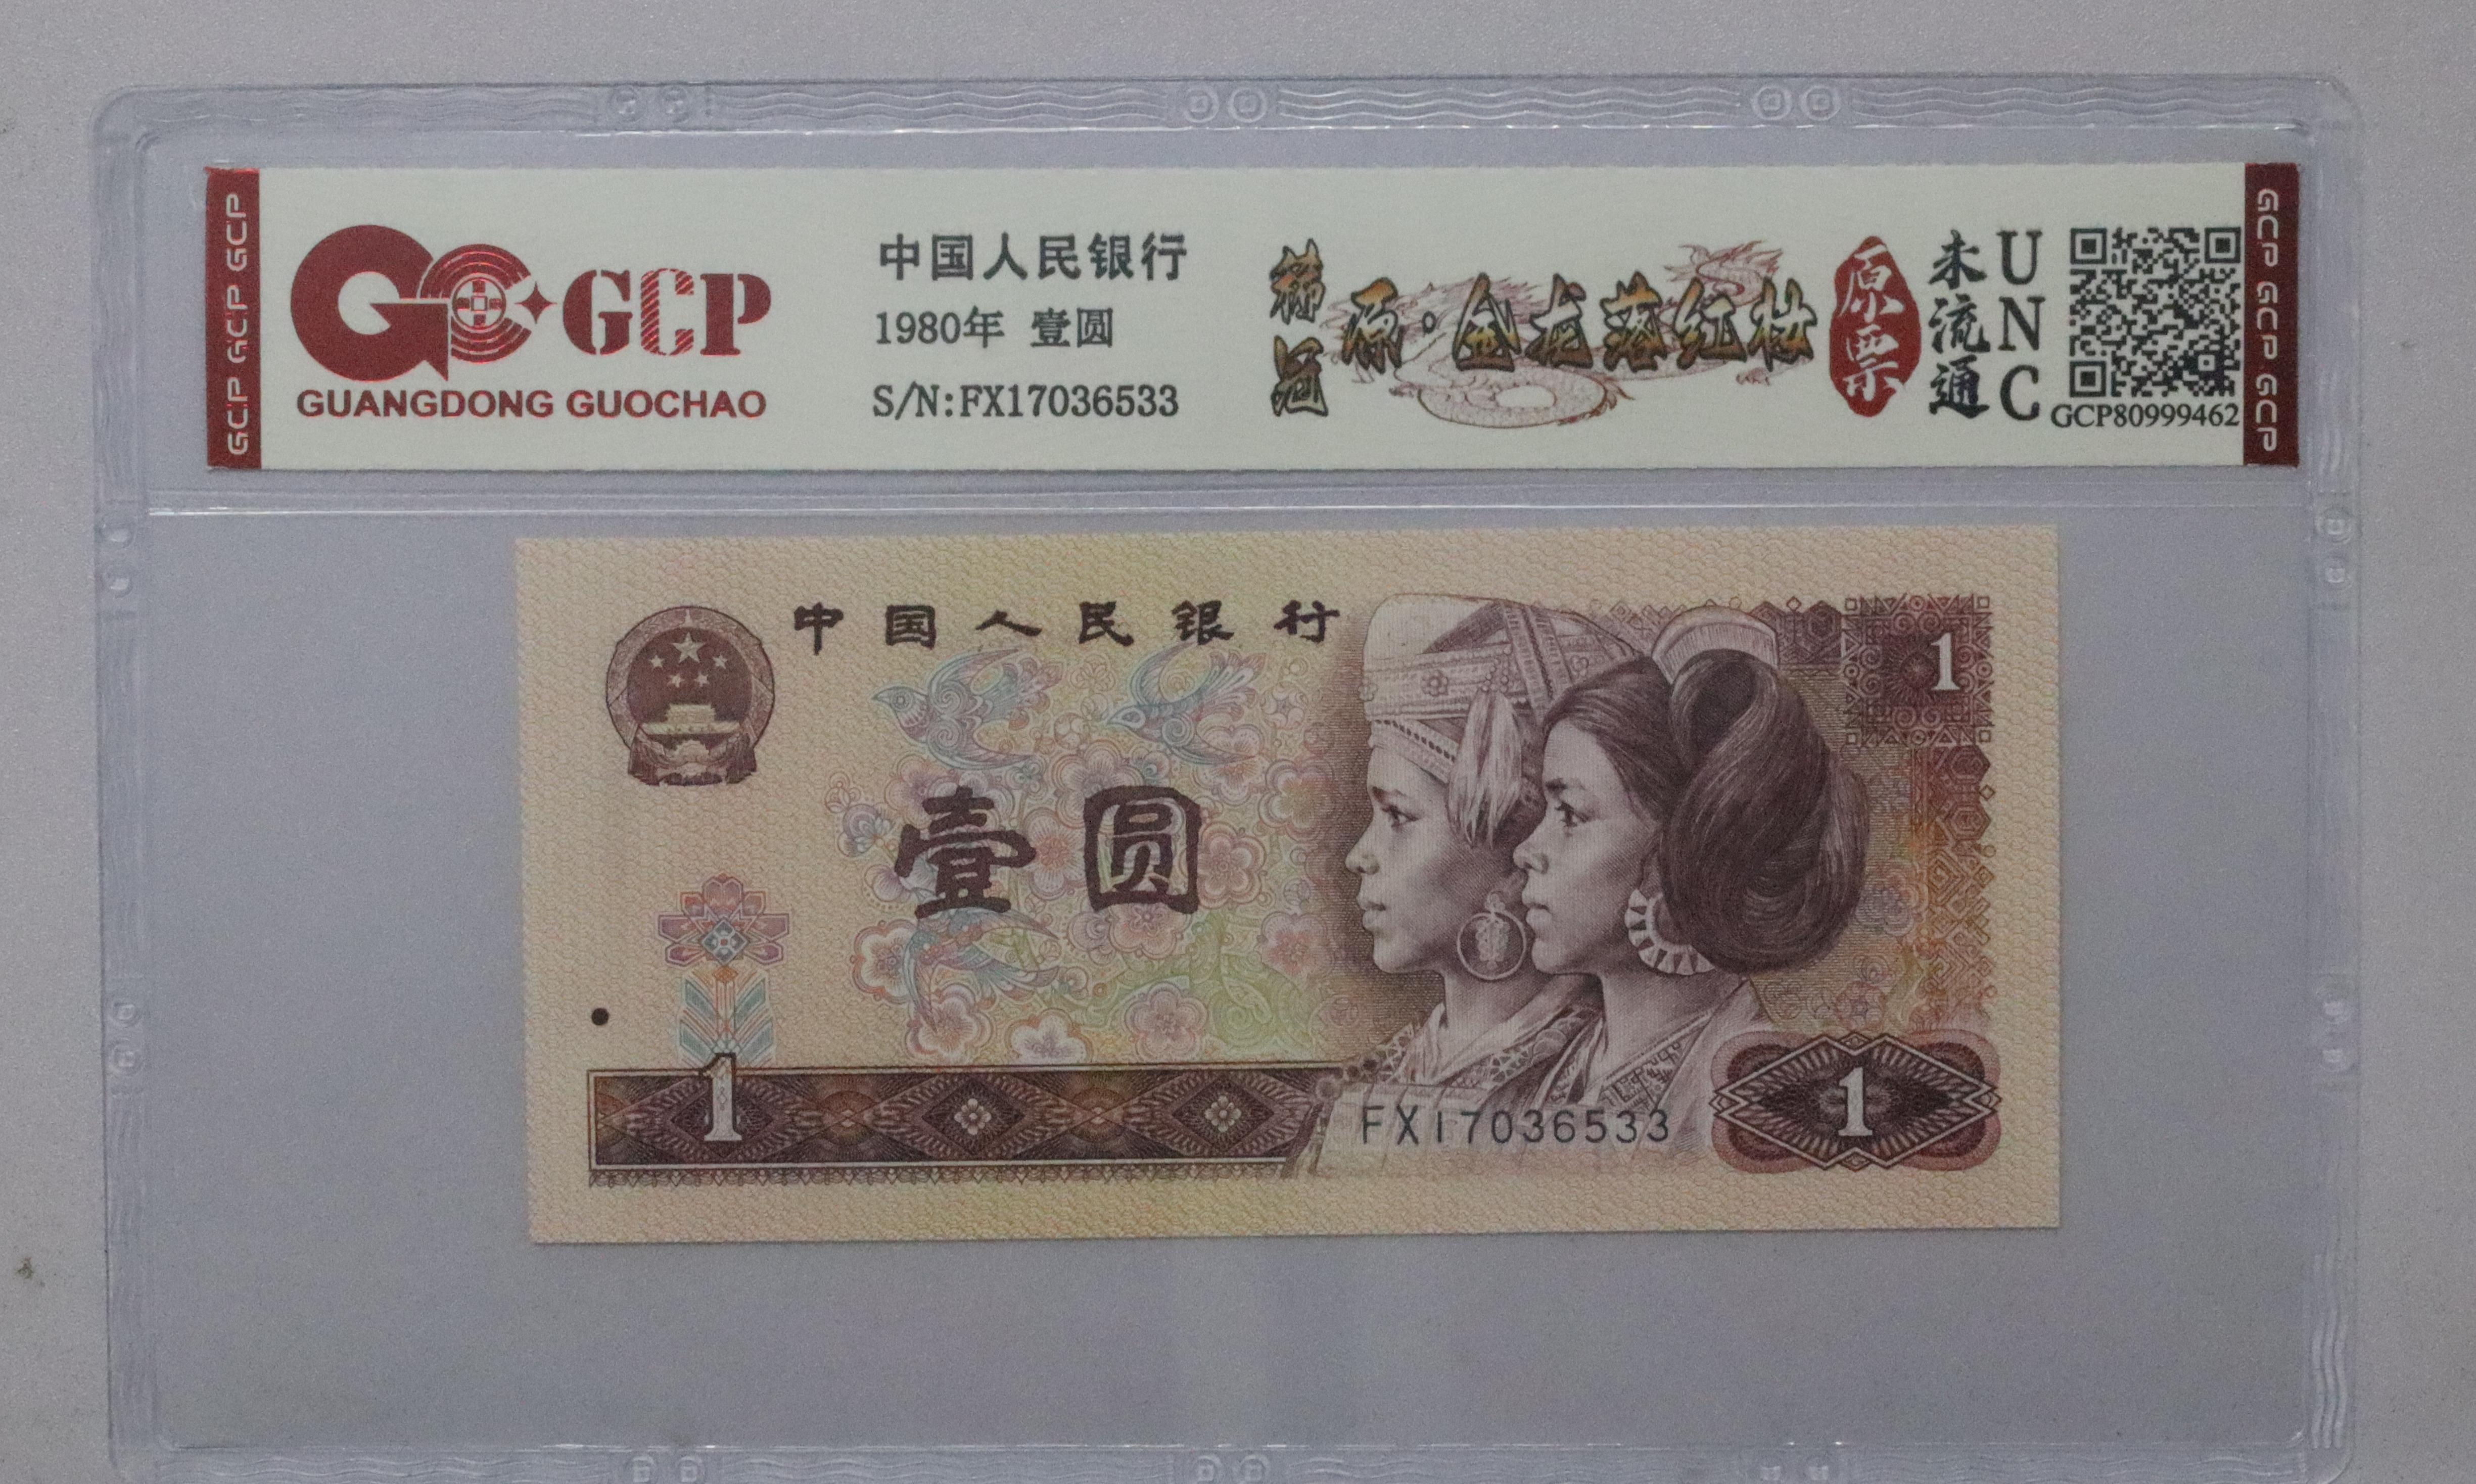 GCP GCP GCP
GCP
GUANGDONG GUOCHAO
中国人民银行
1980年 壹圆
S/N:FX17036533
原·金龙落红妆
原票
未流通
UNC
GCP80999462
GCP GCP GCP
中国人民银行
壹圆
1
1
FX17036533
1